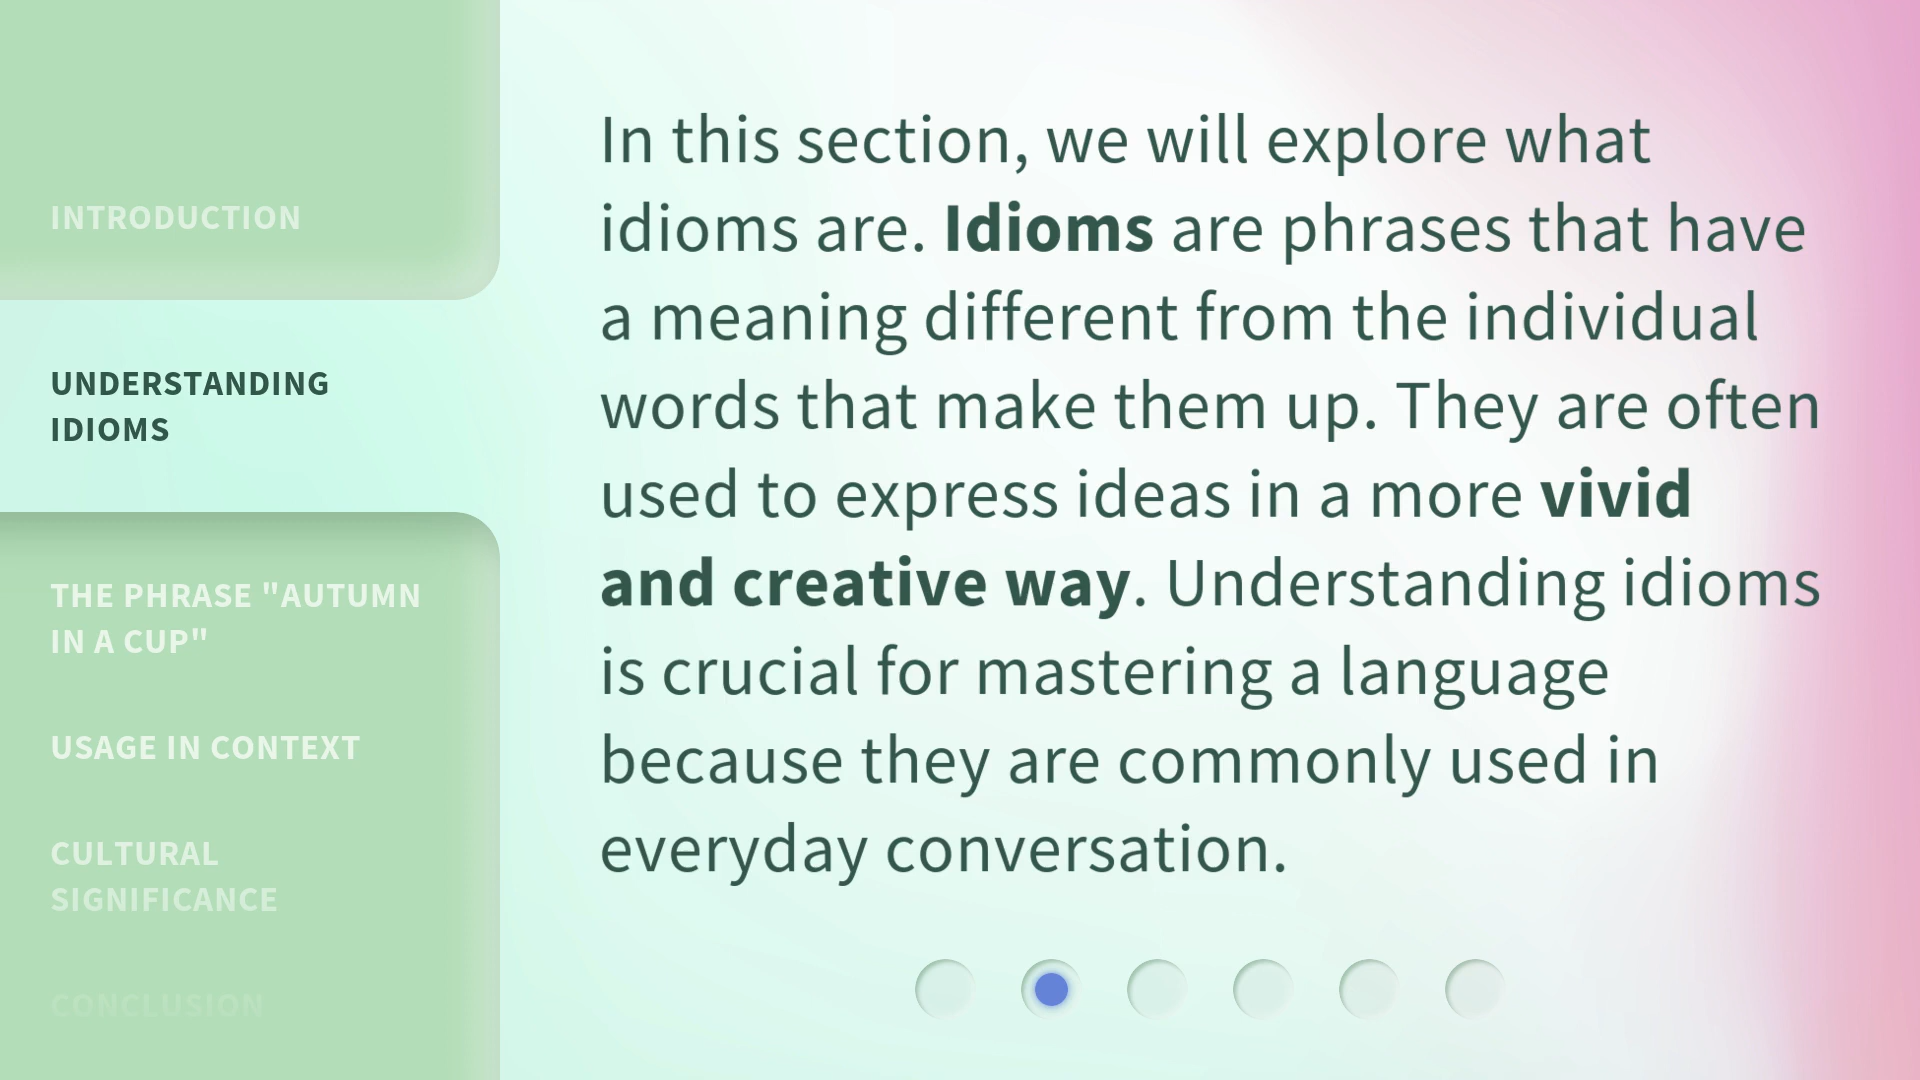 INTRODUCTION
UNDERSTANDING
IDIOMS
THE PHRASE "AUTUMN
IN A CUP"
USAGE IN CONTEXT
CULTURAL
SIGNIFICANCE
CONCLUSION
In this section, we will explore what
idioms are. Idioms are phrases that have
a meaning different from the individual
words that make them up. They are often
used to express ideas in a more vivid
and creative way. Understanding idioms
is crucial for mastering a language
because they are commonly used in
everyday conversation.